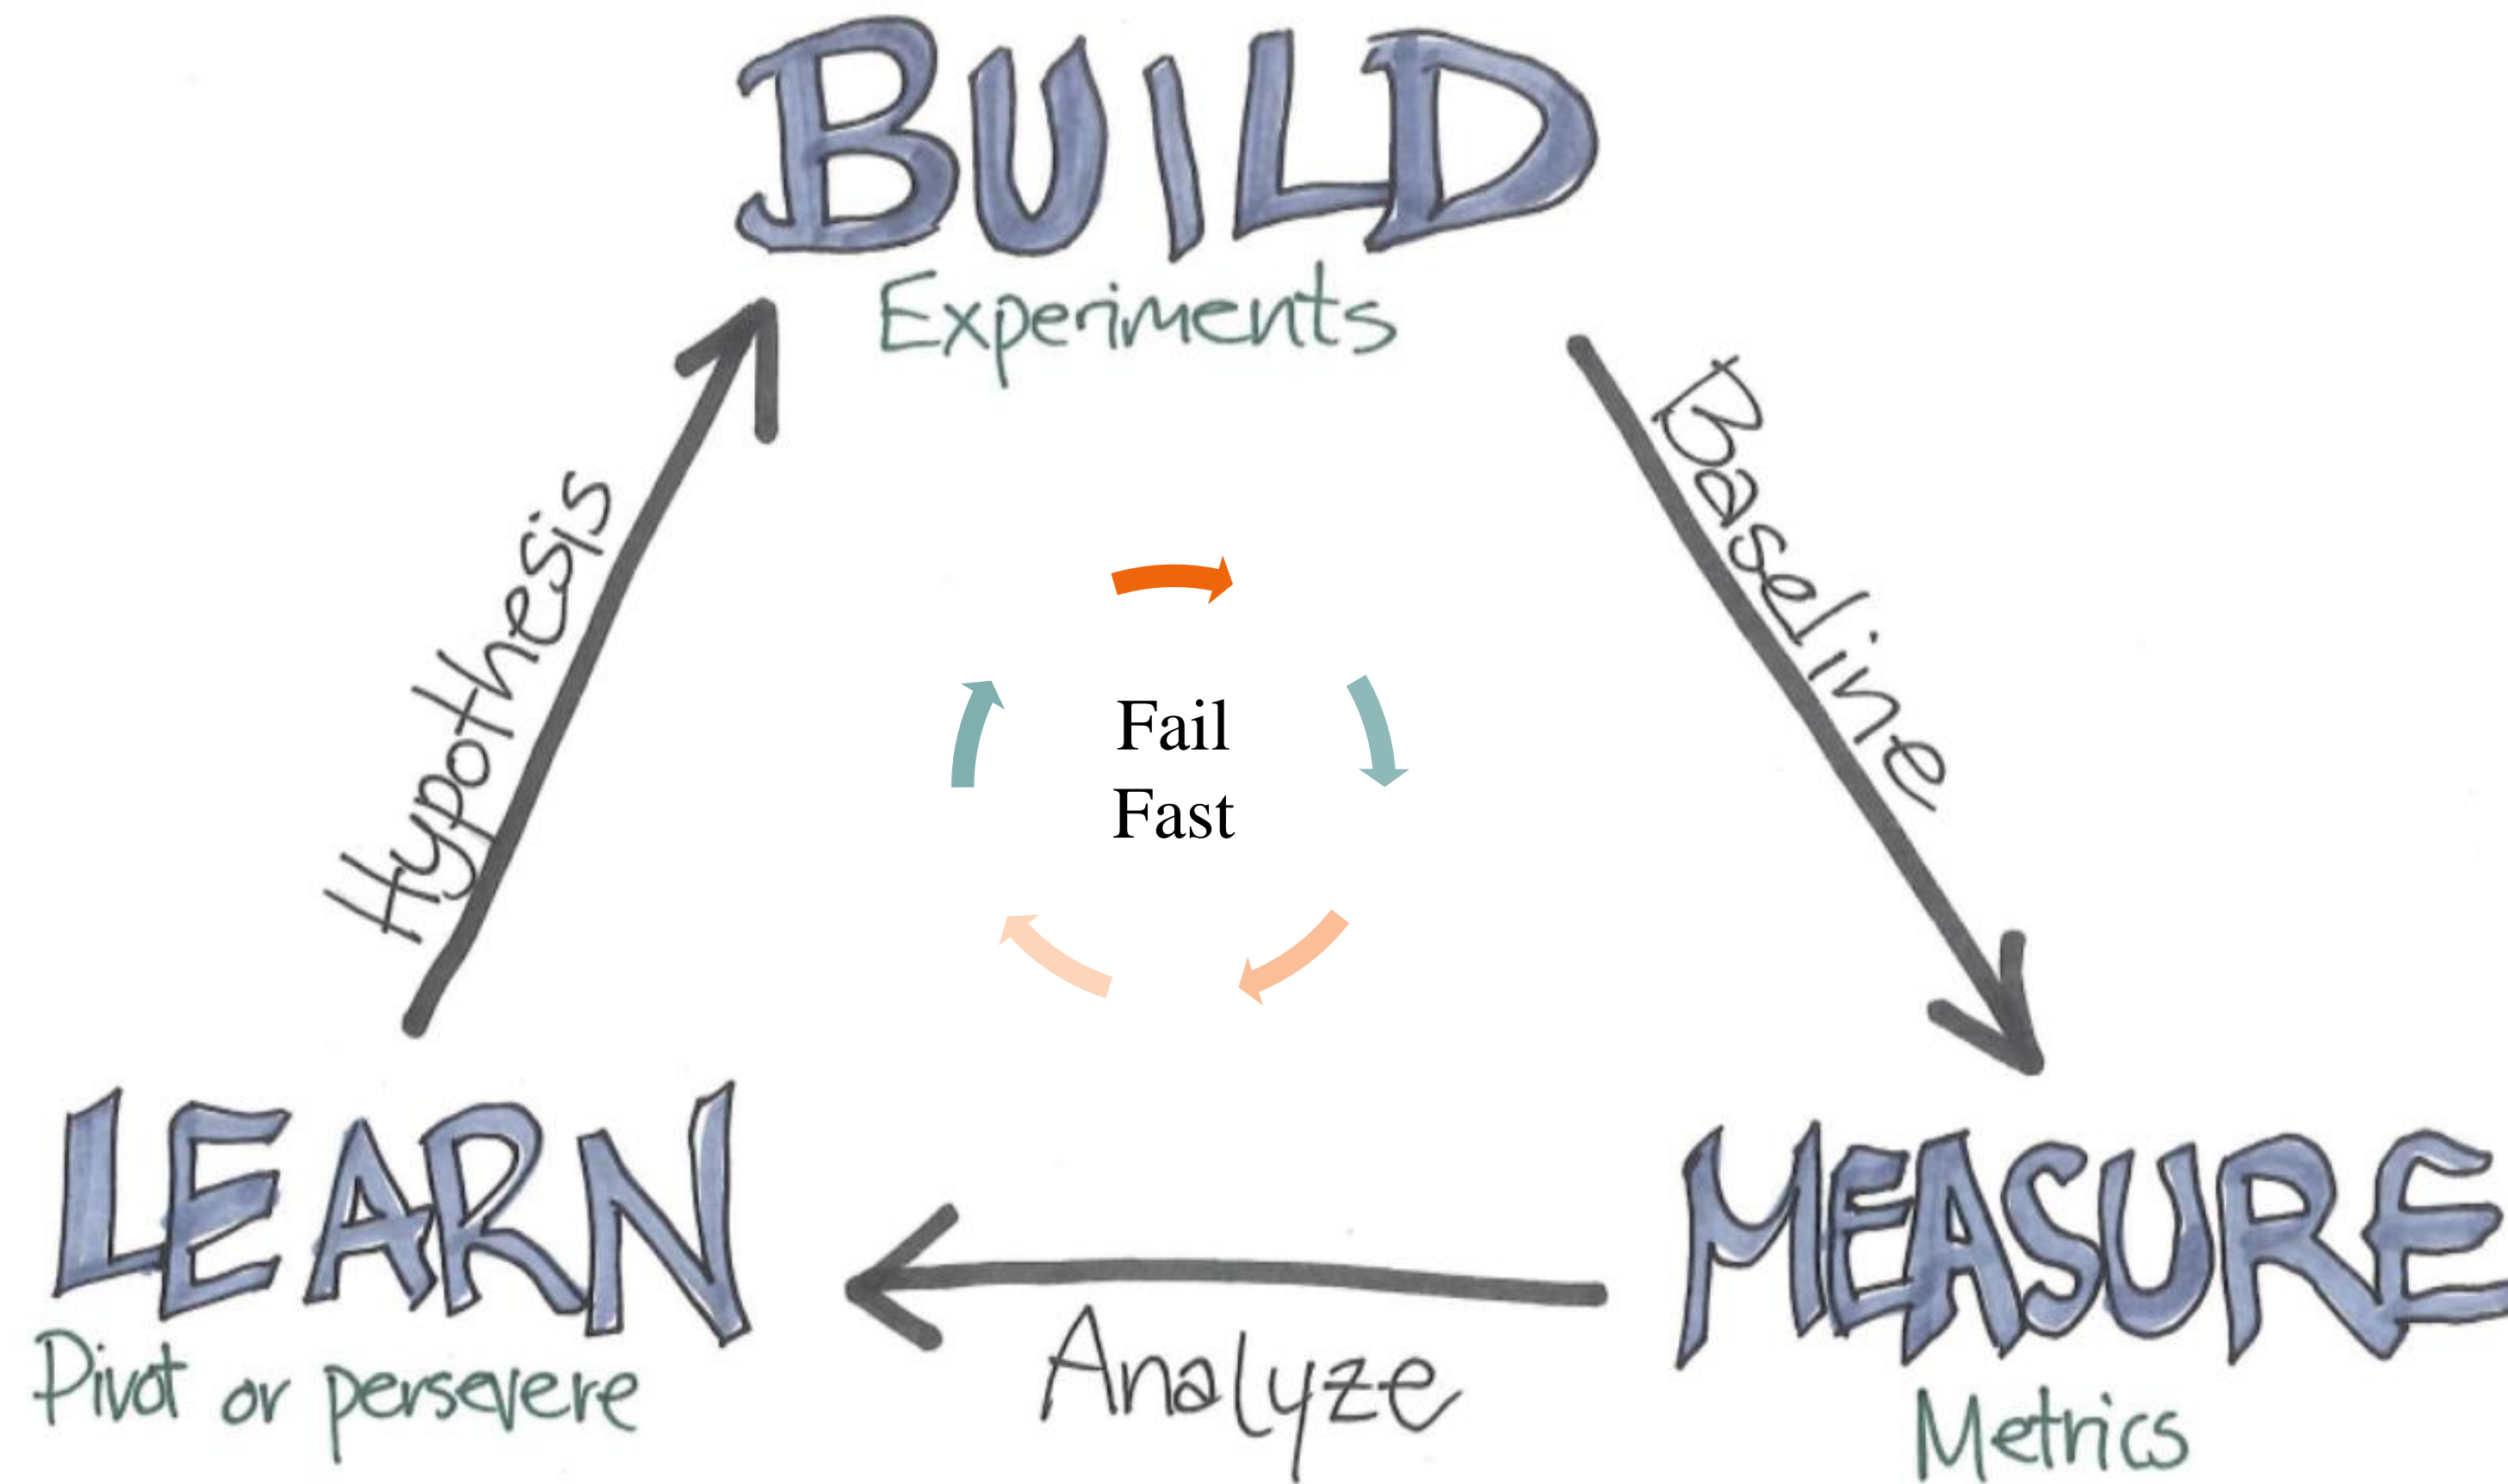 BUILD
Experiments
Hypothesis
Baseline
Fail
Fast
LEARN
Pivot or persevere
Analyze
MEASURE
Metrics